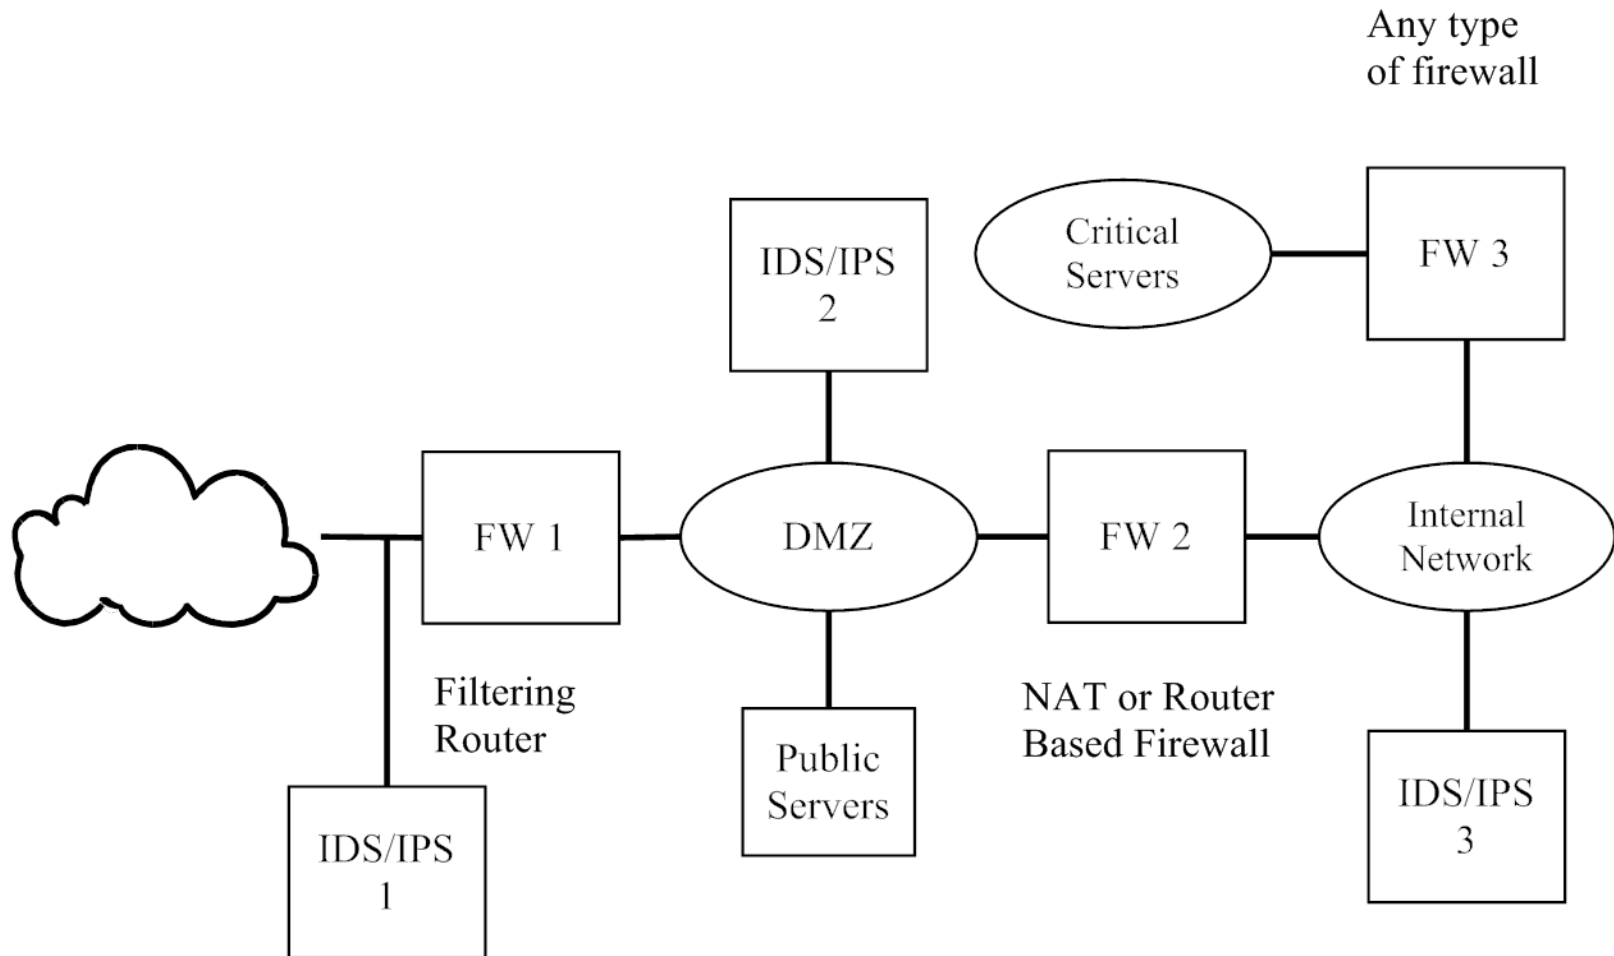 Any type
of firewall
IDS/IPS
2
Critical
Servers
FW 3
FW 1
DMZ
FW 2
Internal
Network
Filtering
Router
NAT or Router
Based Firewall
Public
Servers
IDS/IPS
1
IDS/IPS
3